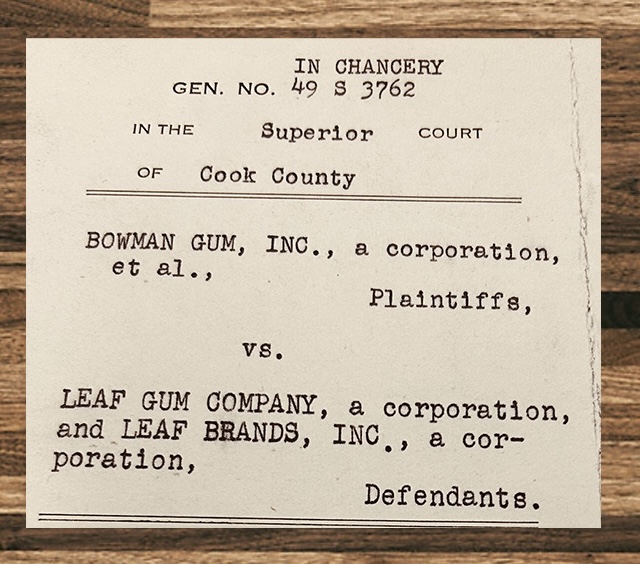 IN CHANCERY
GEN. NO. 49 S 3762
IN THE Superior COURT
OF Cook County
BOWMAN GUM, INC., a corporation,
et al.,
Plaintiffs,
vs.
LEAF GUM COMPANY, a corporation,
and LEAF BRANDS, INC., a cor-
poration,
Defendants.